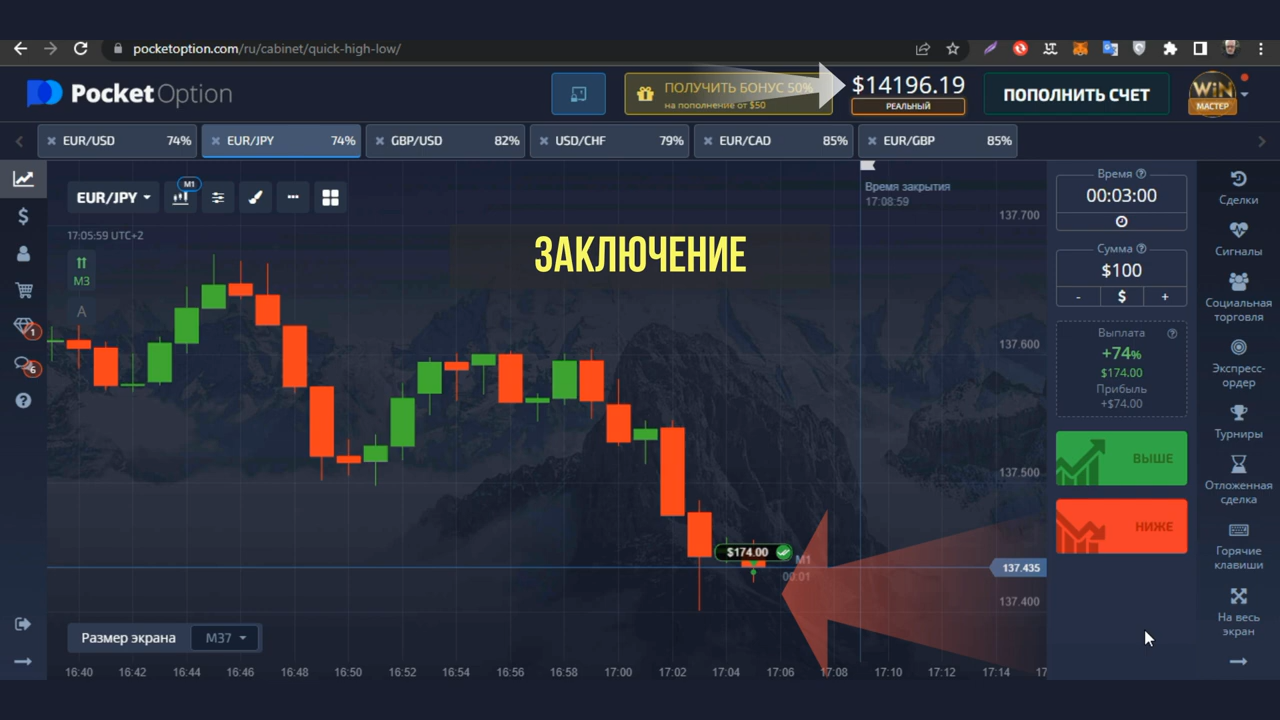 pocketoption.com/ru/cabinet/quick-high-low/
PocketOption
ПОЛУЧИТЬ БОНУС 50%
на пополнение от $50
$14196.19
РЕАЛЬНЫЙ
ПОПОЛНИТЬ СЧЕТ
WiN
МАСТЕР
EUR/USD 74%
EUR/JPY 74%
GBP/USD 82%
USD/CHF 79%
EUR/CAD 85%
EUR/GBP 85%
EUR/JPY
M1
17:05:59 UTC+2
M3
A
ЗАКЛЮЧЕНИЕ
Время закрытия
17:08:59
137.700
137.600
137.500
137.435
137.400
$174.00
M1
00:01
Размер экрана
M37
16:40 16:42 16:44 16:46 16:48 16:50 16:52 16:54 16:56 16:58 17:00 17:02 17:04 17:06 17:08 17:10 17:12 17:14 17
1
6
Время
00:03:00
Сумма
$100
- $ +
Выплата
+74%
$174.00
Прибыль
+$74.00
ВЫШЕ
НИЖЕ
Сделки
Сигналы
Социальная
торговля
Экспресс-
ордер
Турниры
Отложенная
сделка
Горячие
клавиши
На весь
экран